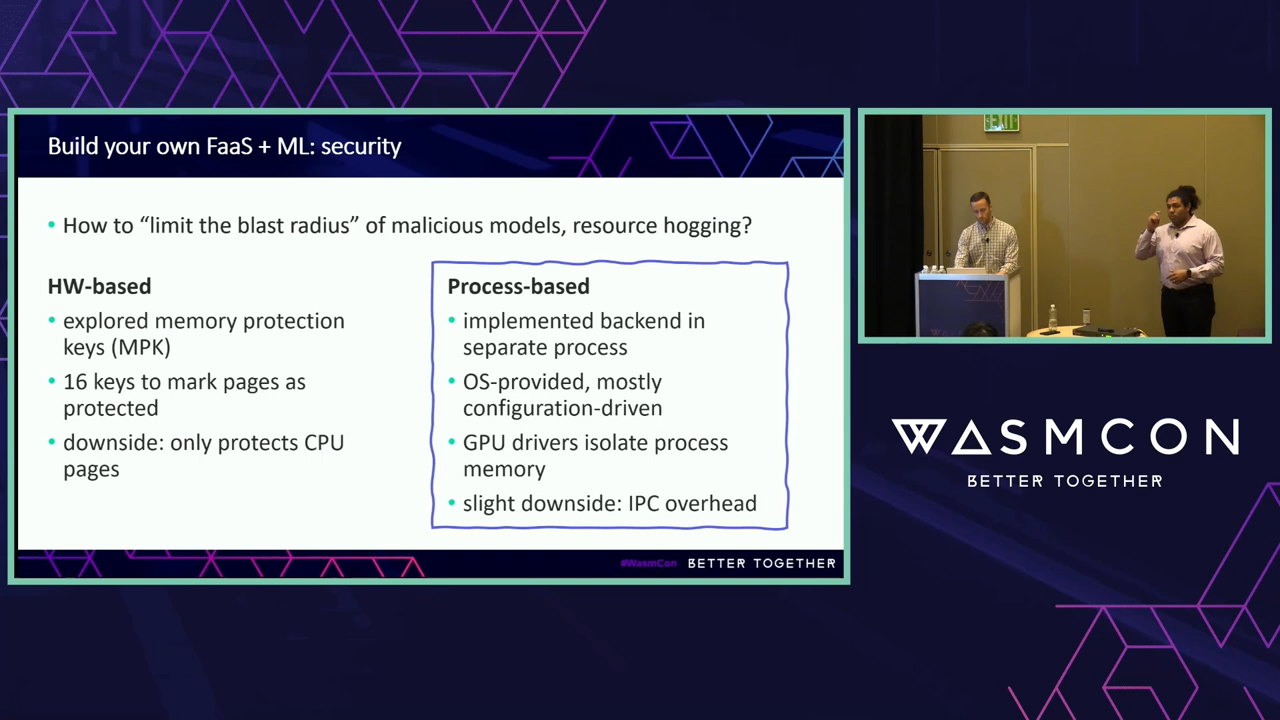 Build your own FaaS + ML: security
• How to “limit the blast radius” of malicious models, resource hogging?
HW-based
• explored memory protection
keys (MPK)
• 16 keys to mark pages as
protected
• downside: only protects CPU
pages
Process-based
• implemented backend in
separate process
• OS-provided, mostly
configuration-driven
• GPU drivers isolate process
memory
• slight downside: IPC overhead
#WasmCon BETTER TOGETHER
EXIT
WASMCON
BETTER TOGETHER